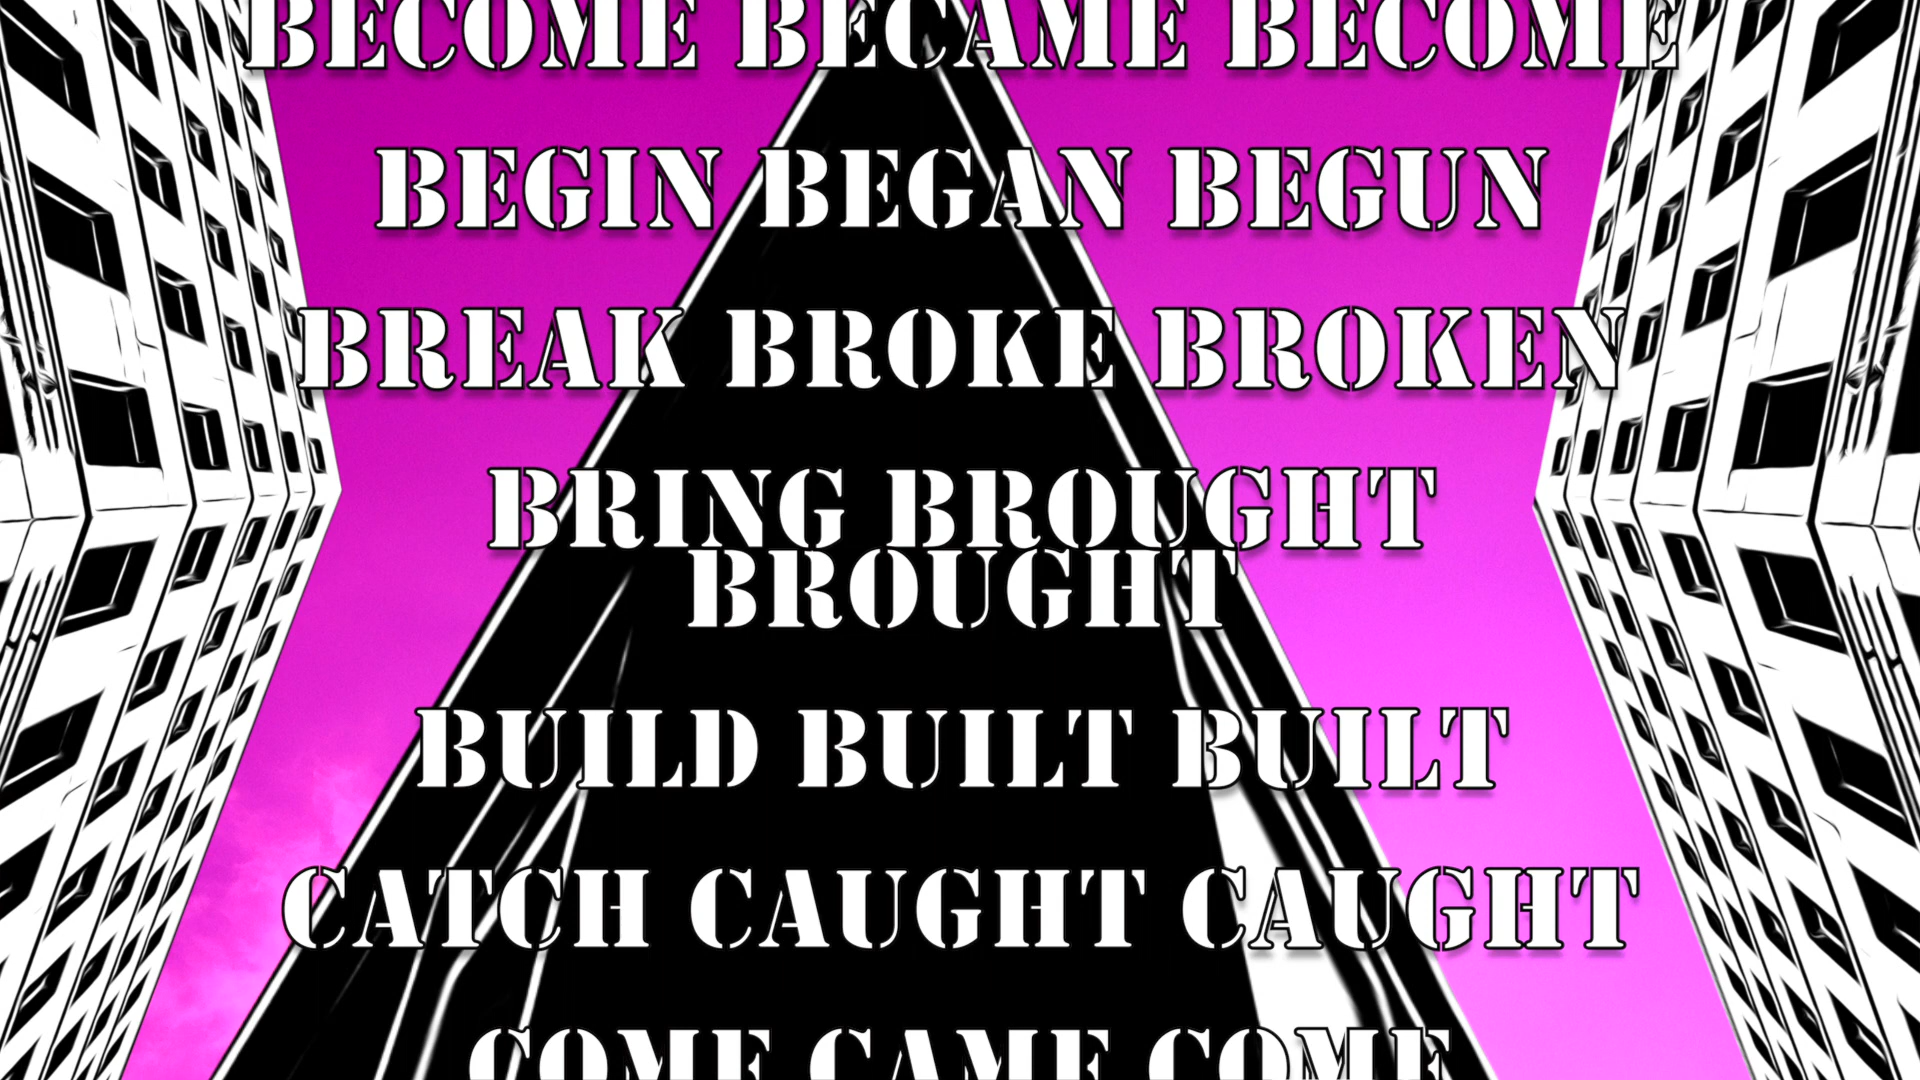 BECOME BECAME BECOME
BEGIN BEGAN BEGUN
BREAK BROKE BROKEN
BRING BROUGHT
BROUGHT
BUILD BUILT BUILT
CATCH CAUGHT CAUGHT
COME CAME COME